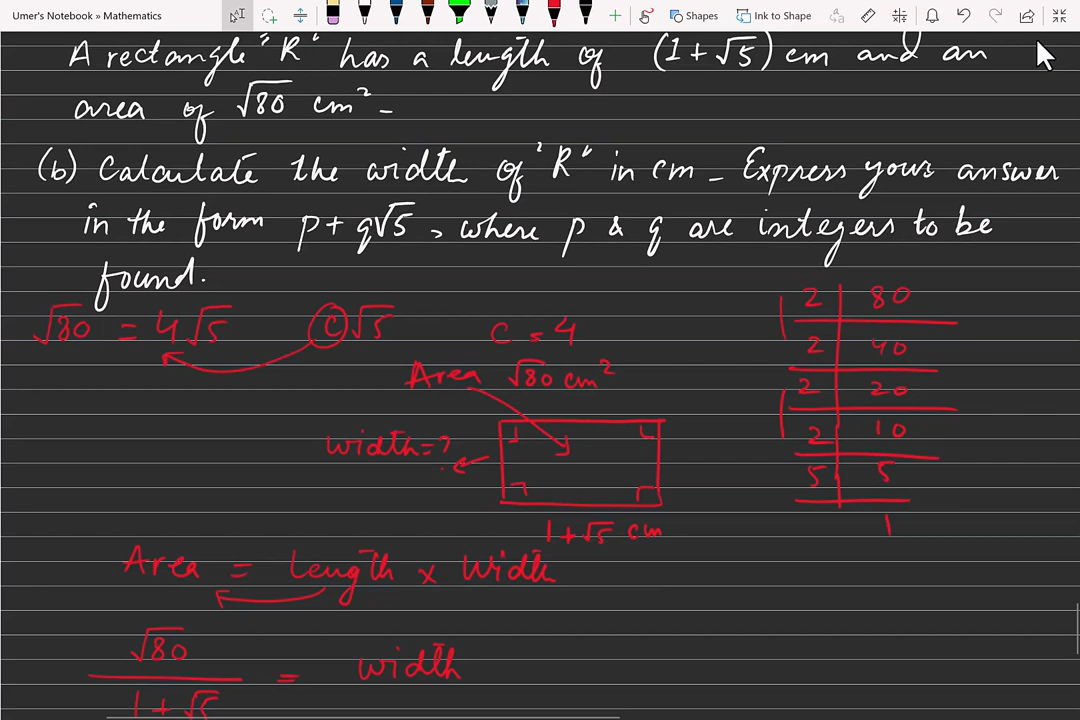 Umer's Notebook » Mathematics
Shapes
Ink to Shape
A rectangle "R" has a length of (1+√5) cm and an
area of √80 cm² -
(b) Calculate the width of "R" in cm - Express your answer
in the form p+q√5, where p & q are integers to be
found.
√80 = 4√5 c√5 c = 4
Area √80 cm²
width=?
1+√5 cm
2 | 80
2 | 40
2 | 20
2 | 10
5 | 5
1
Area = Length x Width
√80 / 1+√5 = width